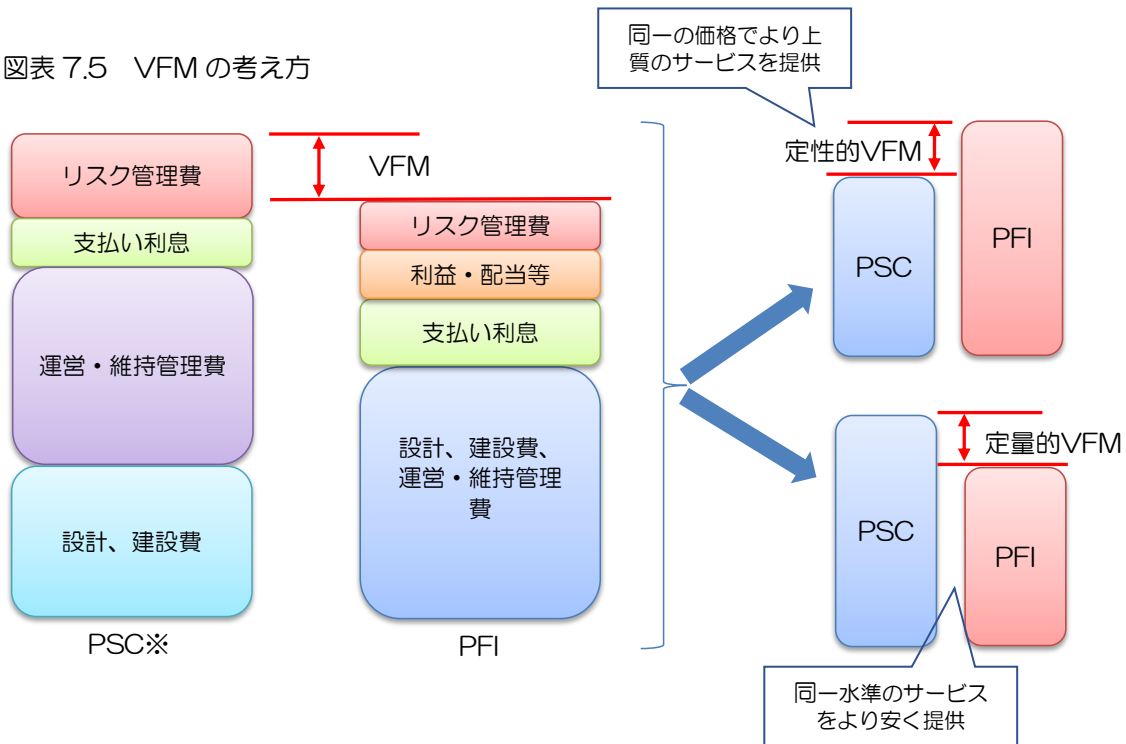 図表 7.5 VFM の考え方
同一の価格でより上
質のサービスを提供
リスク管理費
支払い利息
運営・維持管理費
設計、建設費
PSC※
VFM
リスク管理費
利益・配当等
支払い利息
設計、建設費、
運営・維持管理
費
PFI
定性的VFM
PSC
PFI
定量的VFM
PSC
PFI
同一水準のサービス
をより安く提供